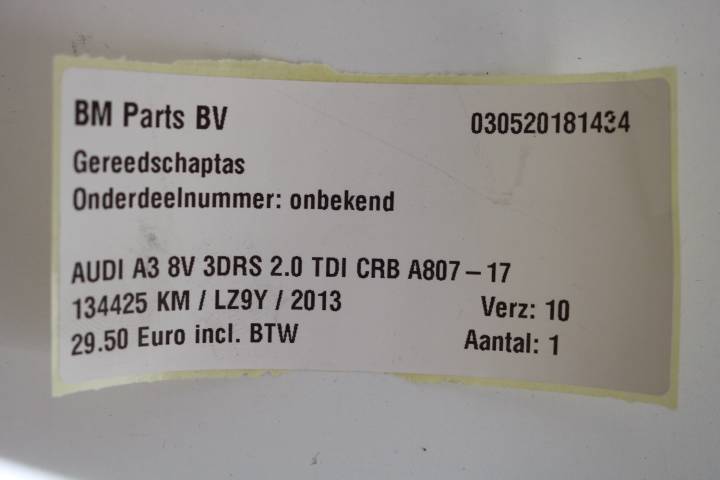 BM Parts BV 030520181434
Gereedschaptas
Onderdeelnummer: onbekend
AUDI A3 8V 3DRS 2.0 TDI CRB A807-17
134425 KM / LZ9Y / 2013 Verz: 10
29.50 Euro incl. BTW Aantal: 1